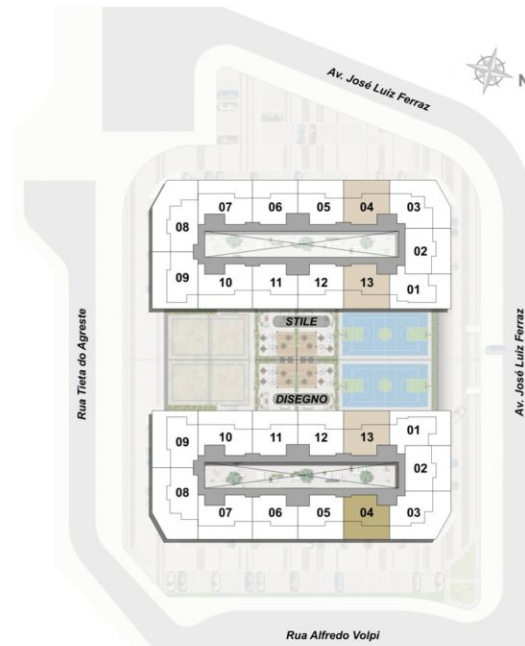 Av. José Luiz Ferraz
N
07 06 05 04 03
08
02
09
10 11 12 13 01
STILE
Rua Tieta do Agreste
Av. José Luiz Ferraz
DISEGNO
09 10 11 12 13 01
02
08
07 06 05 04 03
Rua Alfredo Volpi